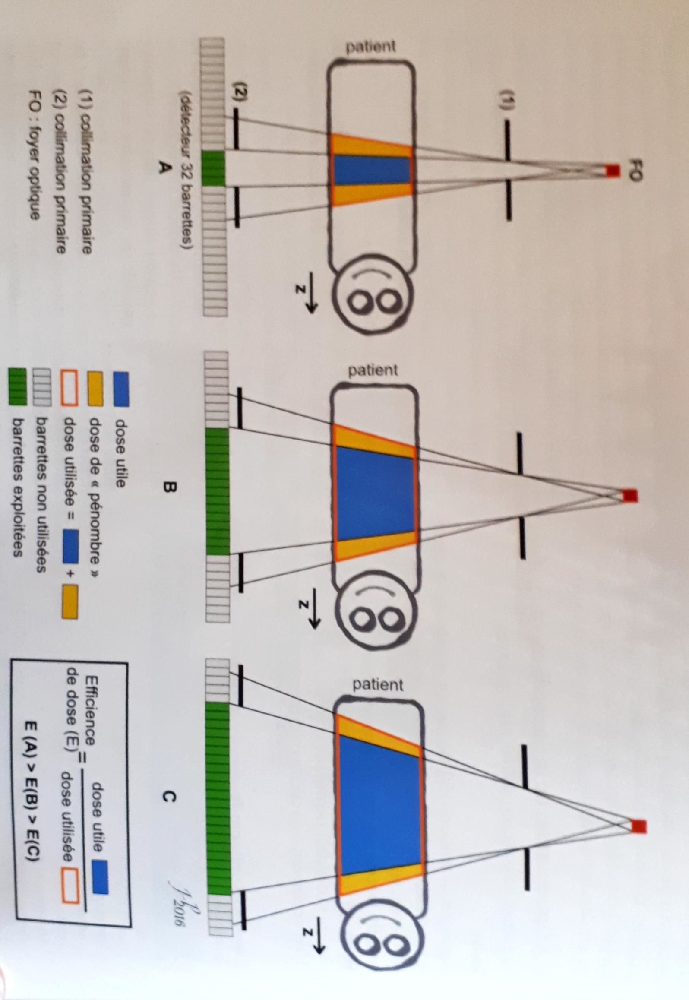 FO
(1)
patient
patient
patient
z
z
z
(2)
(détecteur 32 barrettes)
A
B
C
2016
(1) collimation primaire
(2) collimation primaire
FO : foyer optique
dose utile
dose de « pénombre »
dose utilisée = +
barrettes non utilisées
barrettes exploitées
Efficience
de dose (E)
=
dose utile
dose utilisée
E (A) > E(B) > E(C)